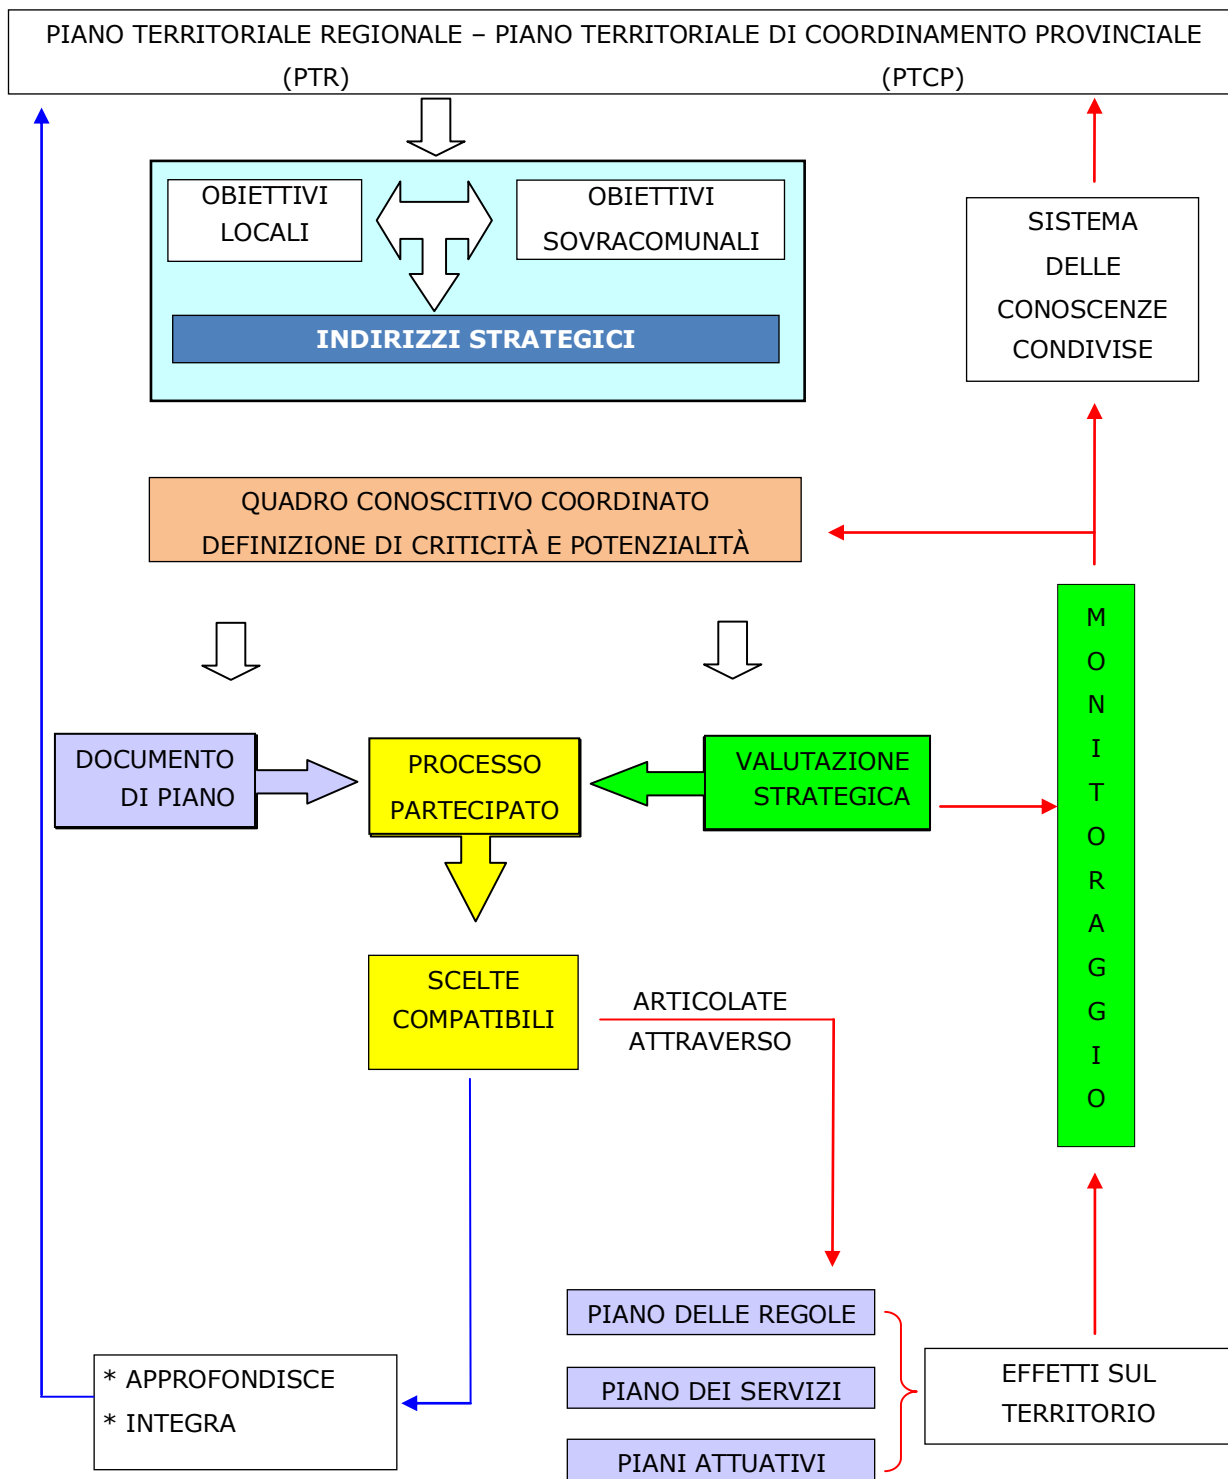 PIANO TERRITORIALE REGIONALE – PIANO TERRITORIALE DI COORDINAMENTO PROVINCIALE
(PTR) (PTCP)
OBIETTIVI
LOCALI
OBIETTIVI
SOVRACOMUNALI
INDIRIZZI STRATEGICI
SISTEMA
DELLE
CONOSCENZE
CONDIVISE
QUADRO CONOSCITIVO COORDINATO
DEFINIZIONE DI CRITICITÀ E POTENZIALITÀ
DOCUMENTO
DI PIANO
PROCESSO
PARTECIPATO
VALUTAZIONE
STRATEGICA
M
O
N
I
T
O
R
A
G
G
I
O
SCELTE
COMPATIBILI
ARTICOLATE
ATTRAVERSO
PIANO DELLE REGOLE
PIANO DEI SERVIZI
PIANI ATTUATIVI
EFFETTI SUL
TERRITORIO
* APPROFONDISCE
* INTEGRA